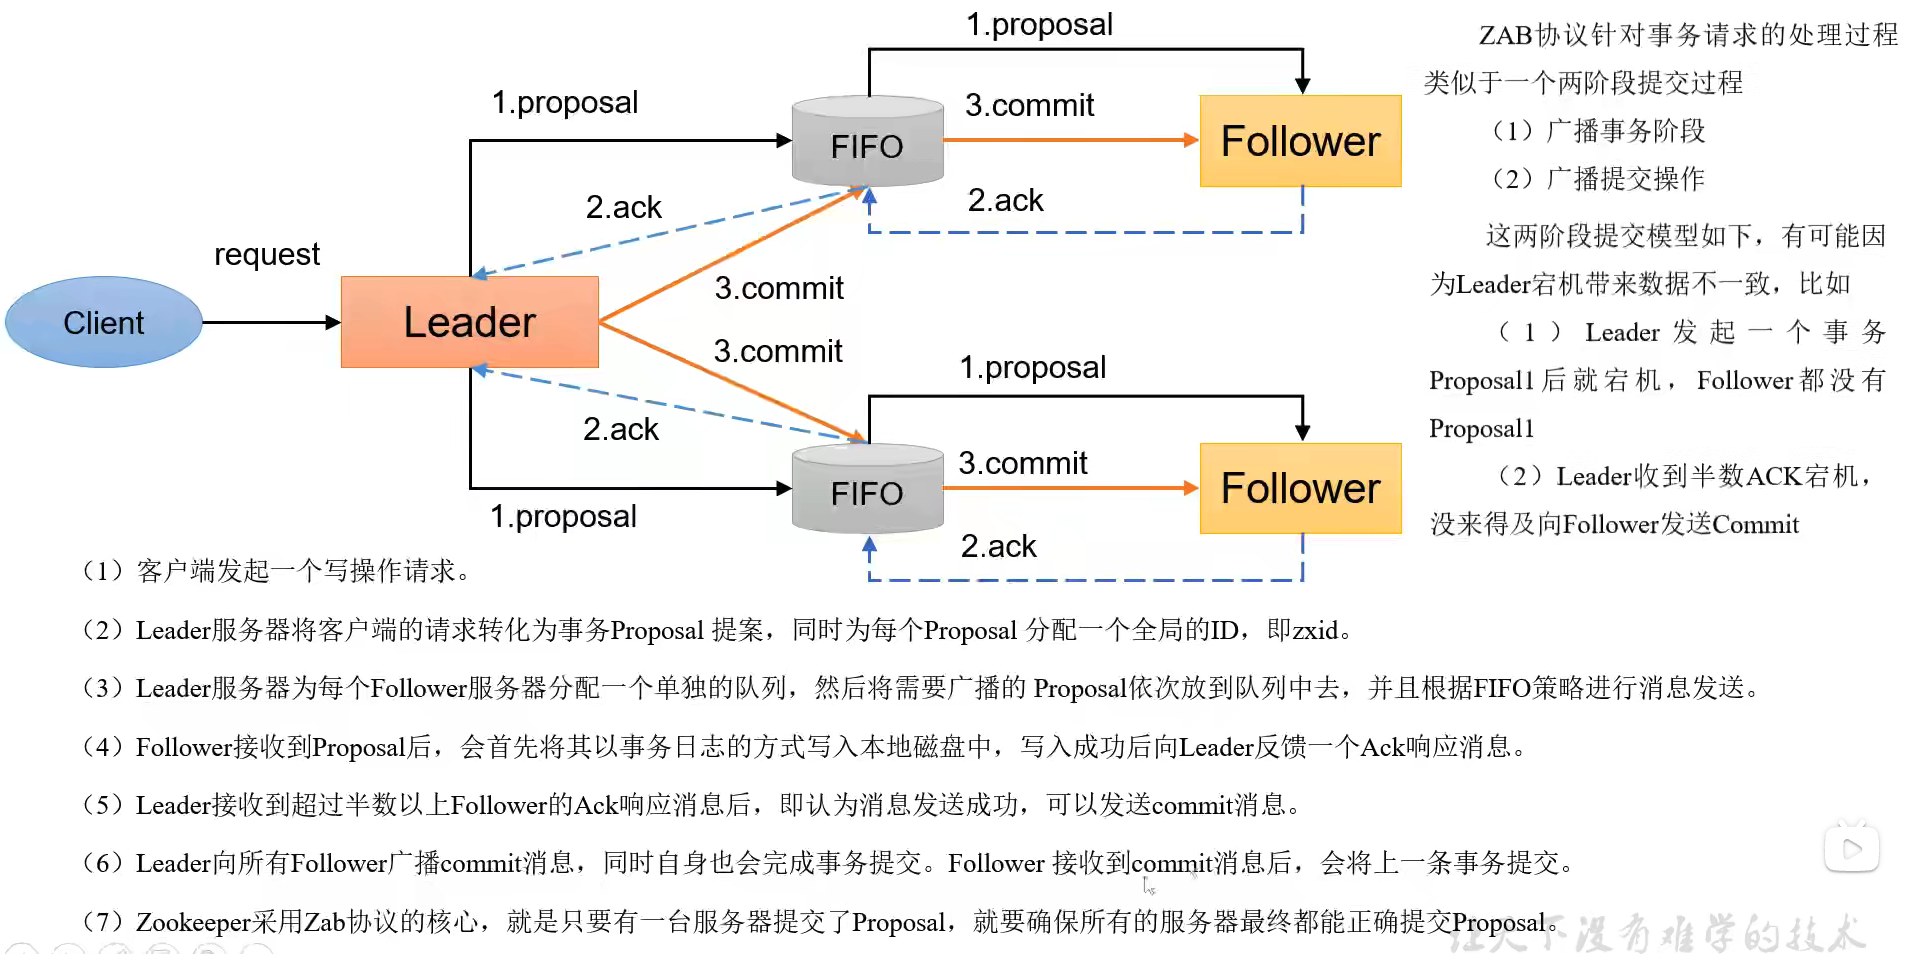 1.proposal
1.proposal
FIFO
3.commit
Follower
2.ack
2.ack
request
Client
Leader
3.commit
3.commit
1.proposal
2.ack
3.commit
FIFO
Follower
1.proposal
2.ack
ZAB协议针对事务请求的处理过程
类似于一个两阶段提交过程
（1）广播事务阶段
（2）广播提交操作
这两阶段提交模型如下，有可能因
为Leader宕机带来数据不一致，比如
（1）Leader发起一个事务
Proposal1后就宕机，Follower都没有
Proposal1
（2）Leader收到半数ACK宕机，
没来得及向Follower发送Commit
（1）客户端发起一个写操作请求。
（2）Leader服务器将客户端的请求转化为事务Proposal 提案，同时为每个Proposal 分配一个全局的ID，即zxid。
（3）Leader服务器为每个Follower服务器分配一个单独的队列，然后将需要广播的 Proposal依次放到队列中去，并且根据FIFO策略进行消息发送。
（4）Follower接收到Proposal后，会首先将其以事务日志的方式写入本地磁盘中，写入成功后向Leader反馈一个Ack响应消息。
（5）Leader接收到超过半数以上Follower的Ack响应消息后，即认为消息发送成功，可以发送commit消息。
（6）Leader向所有Follower广播commit消息，同时自身也会完成事务提交。Follower 接收到commit消息后，会将上一条事务提交。
（7）Zookeeper采用Zab协议的核心，就是只要有一台服务器提交了Proposal，就要确保所有的服务器最终都能正确提交Proposal。
让天下没有难学的技术